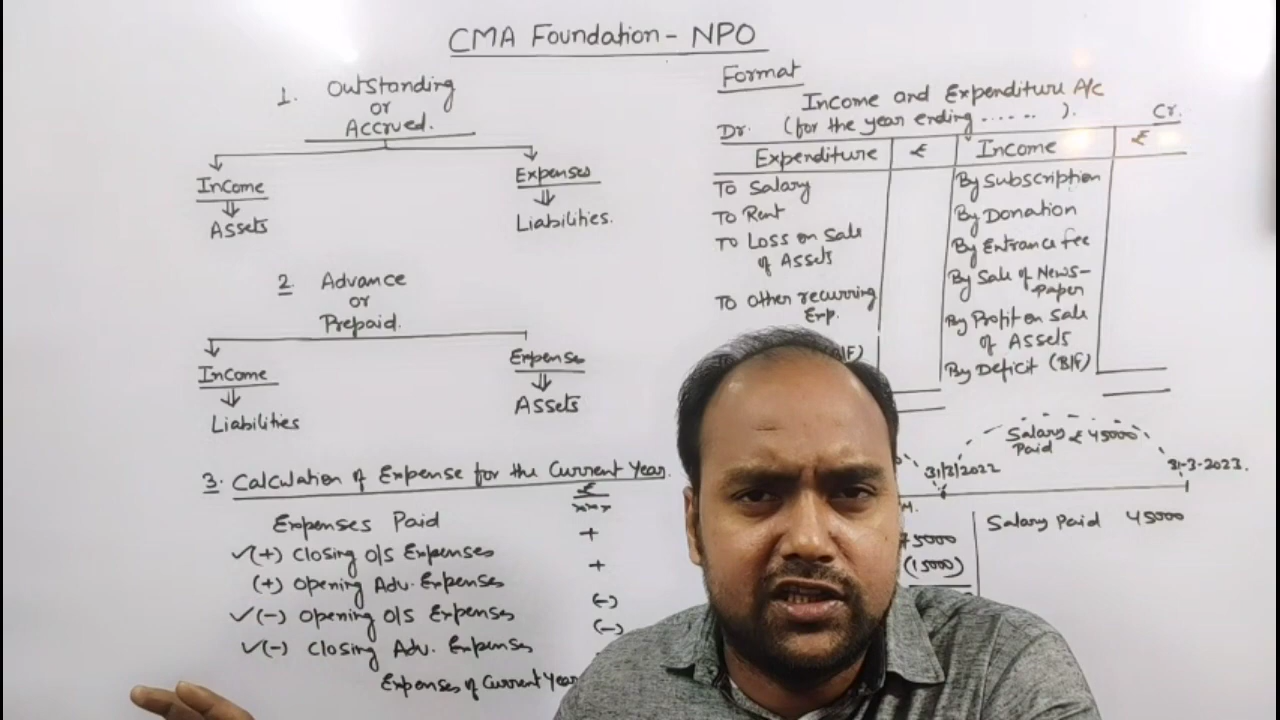 CMA Foundation - NPO
1. Outstanding
or
Accrued.
Income
Assets
Expenses
Liabilities.
2. Advance
or
Prepaid.
Income
Liabilities
Expenses
Assets
3. Calculation of Expense for the Current Year.
₹
Expenses Paid xxx
✓(+) Closing o/s Expenses +
(+) Opening Adv. Expenses +
✓(-) Opening o/s Expenses (-)
✓(-) Closing Adv. Expenses (-)
Expenses of Current Year
Format
Income and Expenditure A/c
Dr. (for the year ending ......). Cr.
Expenditure ₹ Income ₹
To Salary
To Rent
To Loss on Sale
of Assets
To other recurring
Exp.
By Subscription
By Donation
By Entrance fee
By Sale of News-
Paper
By Profit on Sale
of Assets
By Deficit (B/F)
Salary ₹ 45000
Paid
31/3/2022
31-3-2023.
Salary Paid 45000
(15000)